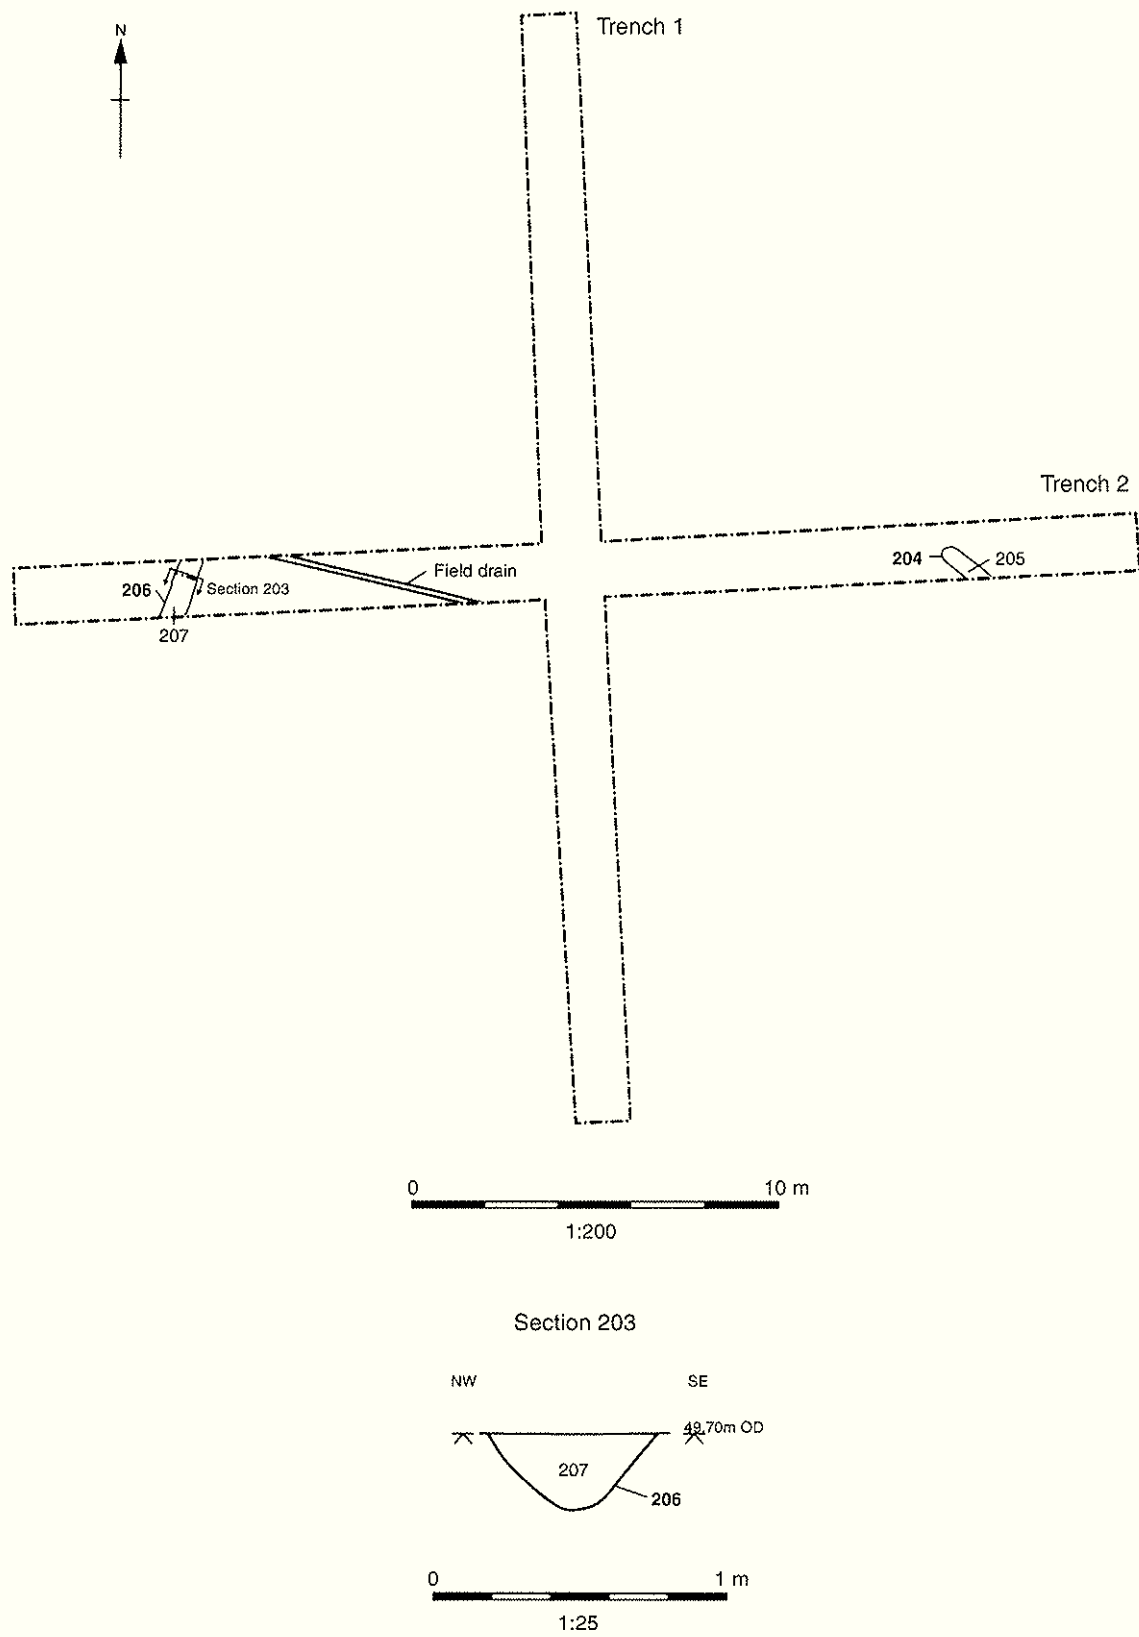 N
Trench 1
Trench 2
204
205
Field drain
206
Section 203
207
0 10 m
1:200
Section 203
NW SE
49.70m OD
207
206
0 1 m
1:25